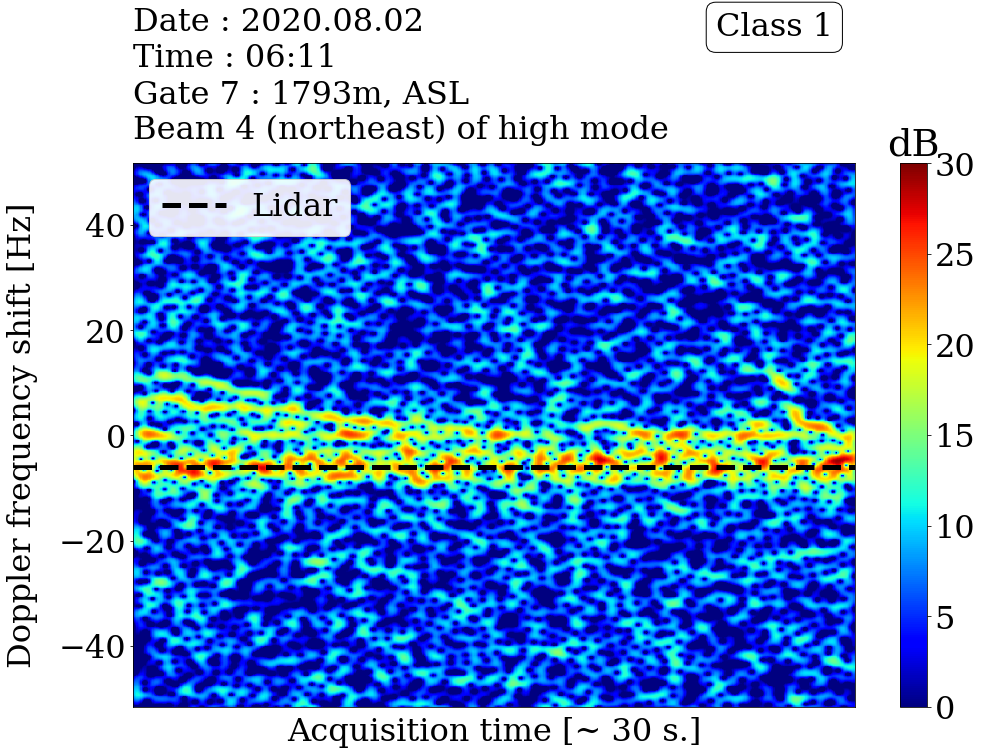 Date : 2020.08.02
Time : 06:11
Gate 7 : 1793m, ASL
Beam 4 (northeast) of high mode
Class 1
dB
Lidar
Doppler frequency shift [Hz]
40
20
0
−20
−40
Acquisition time [~ 30 s.]
30
25
20
15
10
5
0